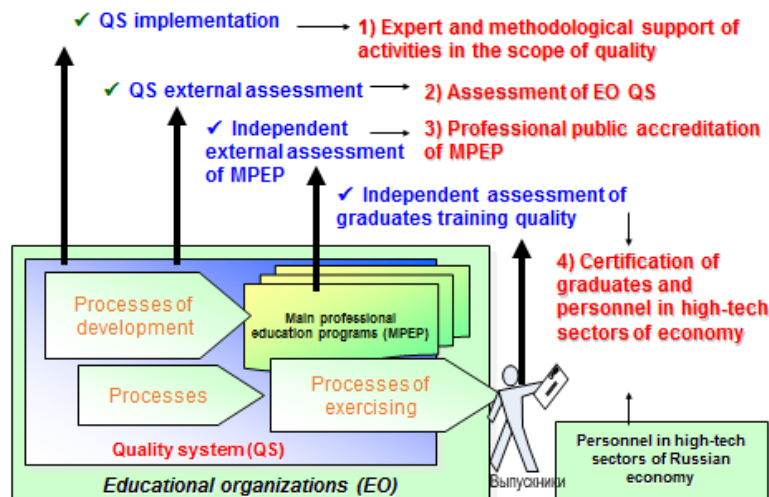 ✓ QS implementation
1) Expert and methodological support of
activities in the scope of quality
✓ QS external assessment
2) Assessment of EO QS
✓ Independent
external assessment
of MPEP
3) Professional public accreditation
of MPEP
✓ Independent assessment of
graduates training quality
4) Certification of
graduates and
personnel in high-tech
sectors of economy
Processes of
development
Main professional
education programs (MPEP)
Processes
Processes of
exercising
Quality system (QS)
Educational organizations (EO)
Выпускники
Personnel in high-tech
sectors of Russian
economy